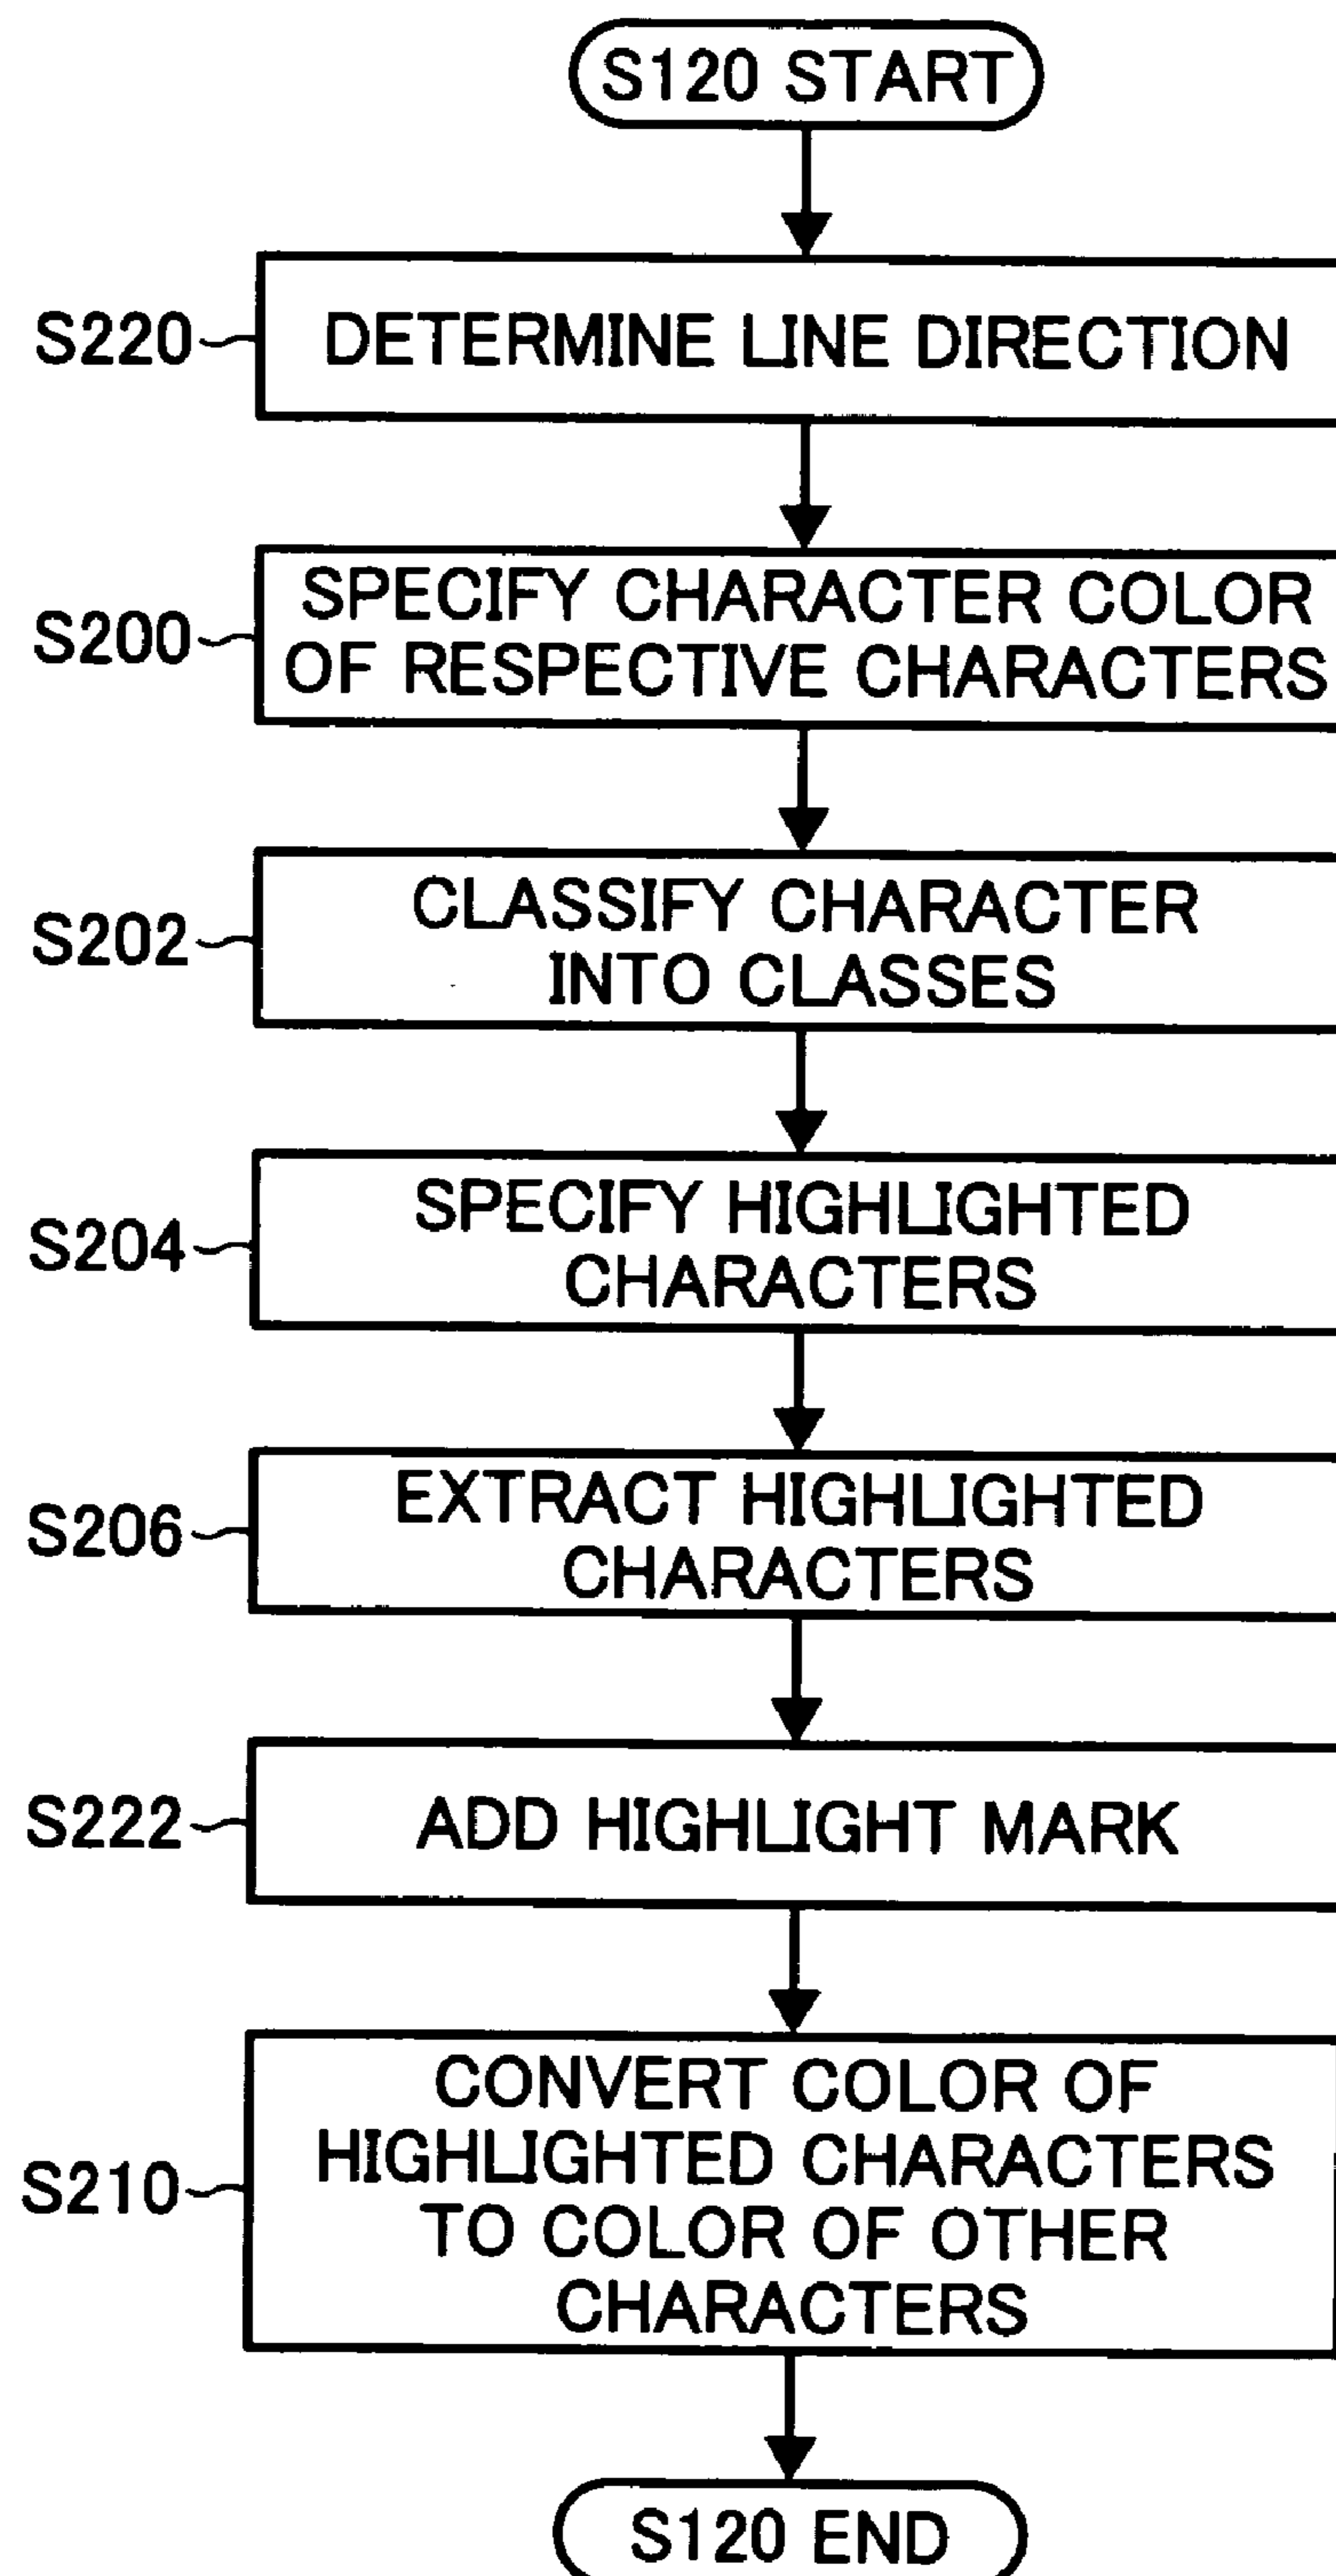 S120 START
S220
DETERMINE LINE DIRECTION
S200
SPECIFY CHARACTER COLOR
OF RESPECTIVE CHARACTERS
S202
CLASSIFY CHARACTER
INTO CLASSES
S204
SPECIFY HIGHLIGHTED
CHARACTERS
S206
EXTRACT HIGHLIGHTED
CHARACTERS
S222
ADD HIGHLIGHT MARK
S210
CONVERT COLOR OF
HIGHLIGHTED CHARACTERS
TO COLOR OF OTHER
CHARACTERS
S120 END